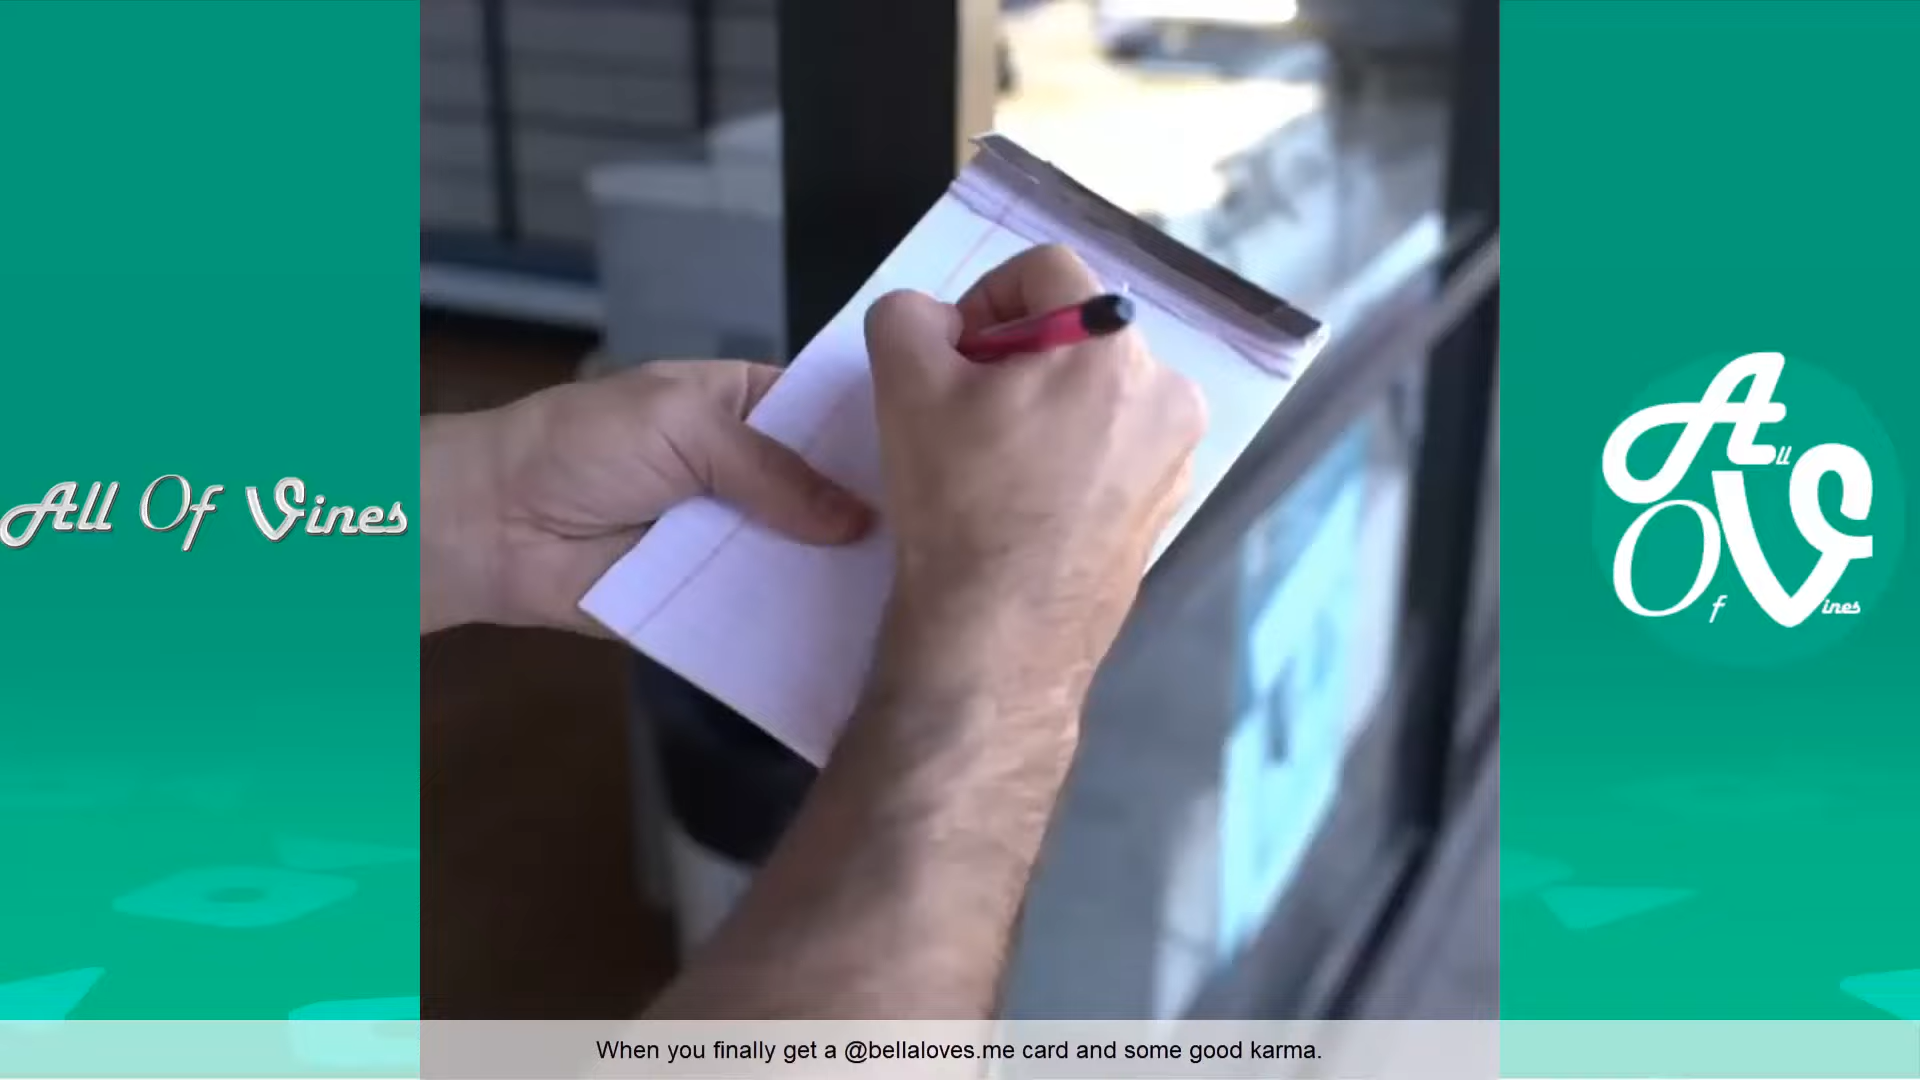 All Of Vines
All Of Vines
When you finally get a @bellaloves.me card and some good karma.